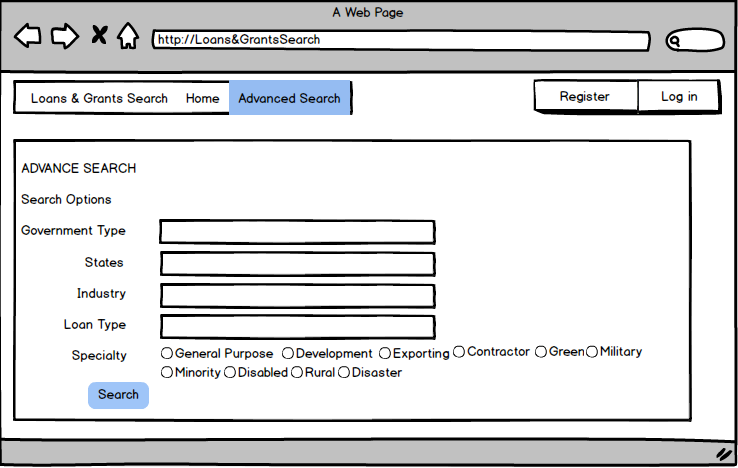 A Web Page
http://Loans&GrantsSearch
Loans & Grants Search Home Advanced Search Register Log in
ADVANCE SEARCH
Search Options
Government Type
States
Industry
Loan Type
Specialty General Purpose Development Exporting Contractor Green Military
Minority Disabled Rural Disaster
Search